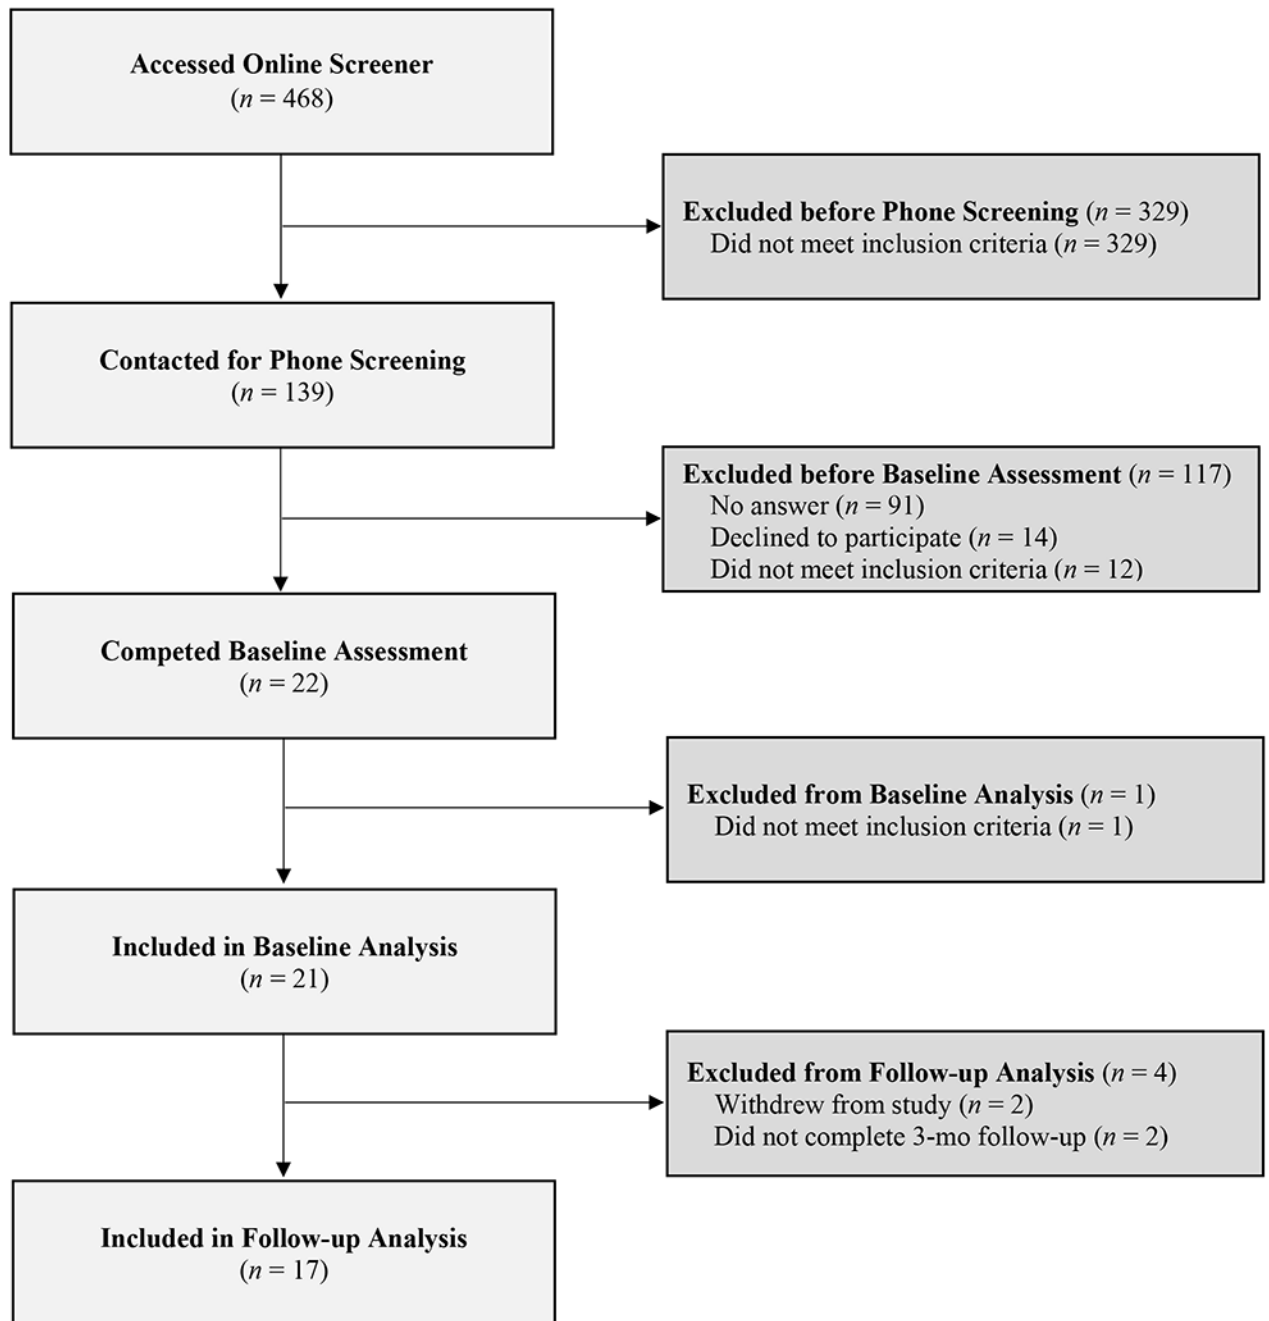 Accessed Online Screener
(n = 468)
Excluded before Phone Screening (n = 329)
Did not meet inclusion criteria (n = 329)
Contacted for Phone Screening
(n = 139)
Excluded before Baseline Assessment (n = 117)
No answer (n = 91)
Declined to participate (n = 14)
Did not meet inclusion criteria (n = 12)
Competed Baseline Assessment
(n = 22)
Excluded from Baseline Analysis (n = 1)
Did not meet inclusion criteria (n = 1)
Included in Baseline Analysis
(n = 21)
Excluded from Follow-up Analysis (n = 4)
Withdrew from study (n = 2)
Did not complete 3-mo follow-up (n = 2)
Included in Follow-up Analysis
(n = 17)